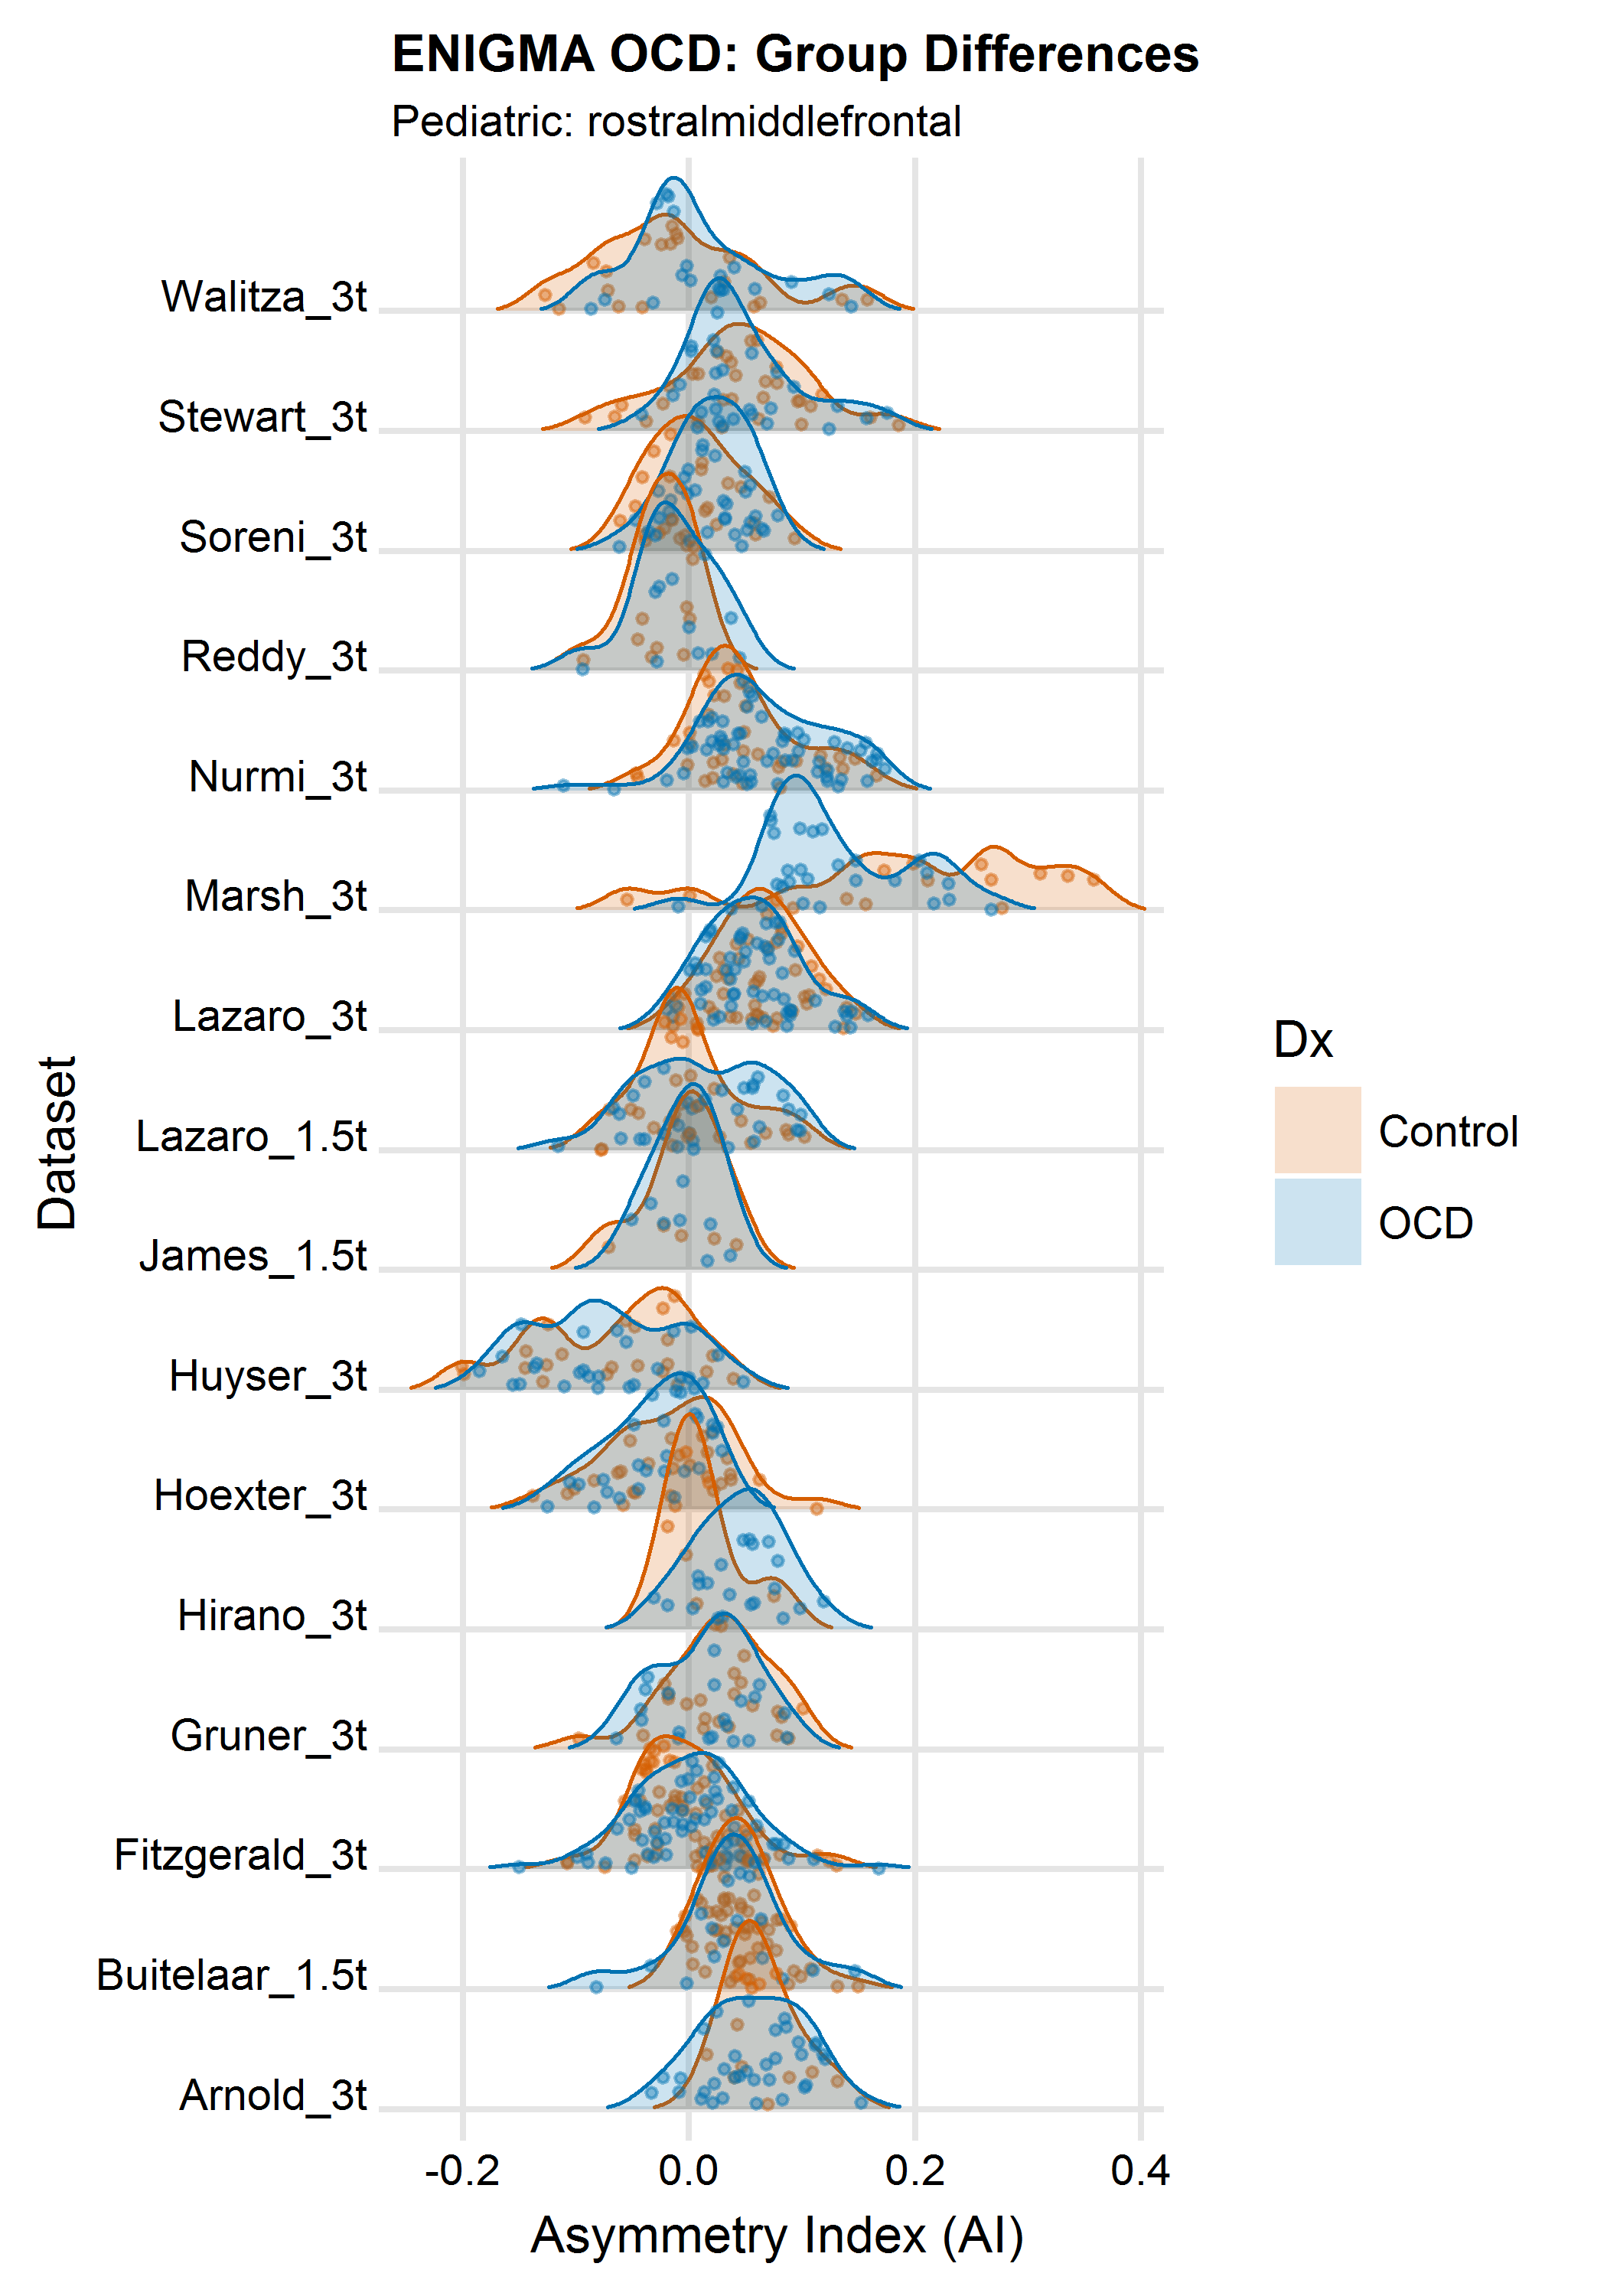 ENIGMA OCD: Group Differences
Pediatric: rostralmiddlefrontal
Walitza_3t
Stewart_3t
Soreni_3t
Reddy_3t
Nurmi_3t
Marsh_3t
Lazaro_3t
Lazaro_1.5t
James_1.5t
Huyser_3t
Hoexter_3t
Hirano_3t
Gruner_3t
Fitzgerald_3t
Buitelaar_1.5t
Arnold_3t
Dataset
-0.2 0.0 0.2 0.4
Asymmetry Index (AI)
Dx
Control
OCD